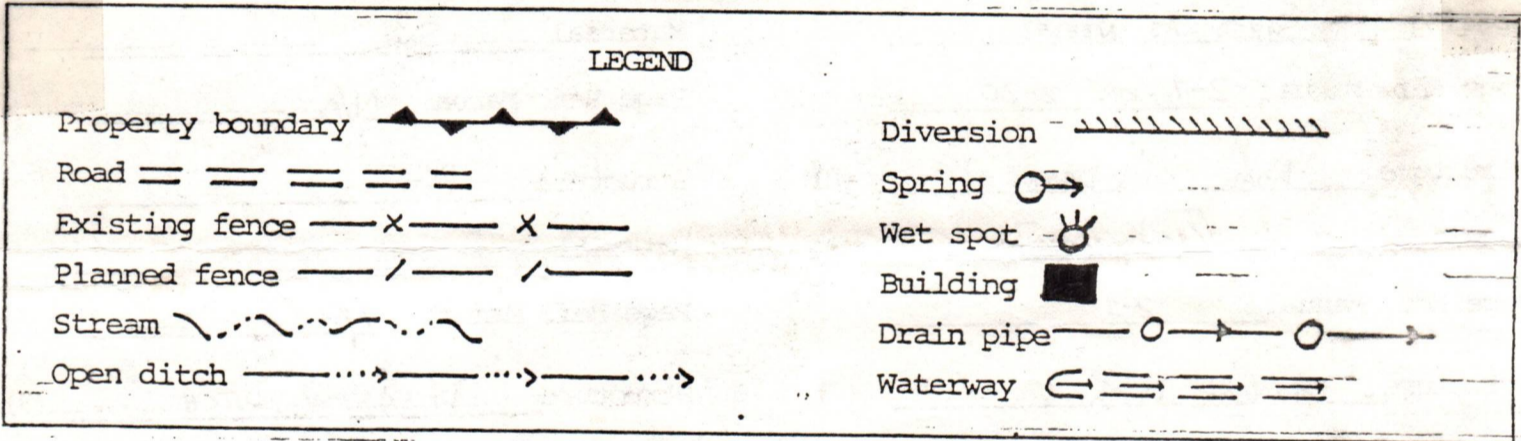 LEGEND
Property boundary
Road
Existing fence
Planned fence
Stream
Open ditch
Diversion
Spring
Wet spot
Building
Drain pipe
Waterway